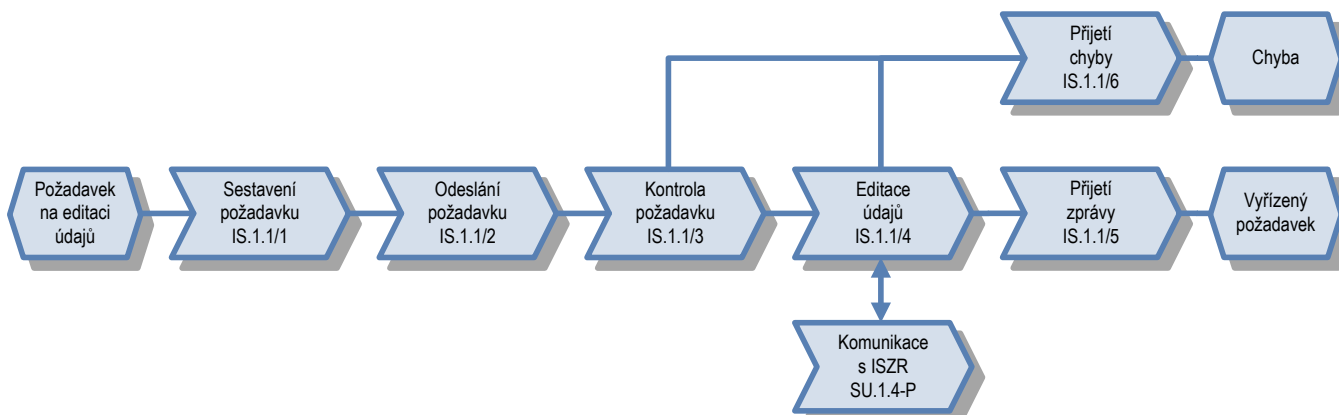 Přijetí
chyby
IS.1.1/6
Chyba
Požadavek
na editaci
údajů
Sestavení
požadavku
IS.1.1/1
Odeslání
požadavku
IS.1.1/2
Kontrola
požadavku
IS.1.1/3
Editace
údajů
IS.1.1/4
Přijetí
zprávy
IS.1.1/5
Vyřízený
požadavek
Komunikace
s ISZR
SU.1.4-P